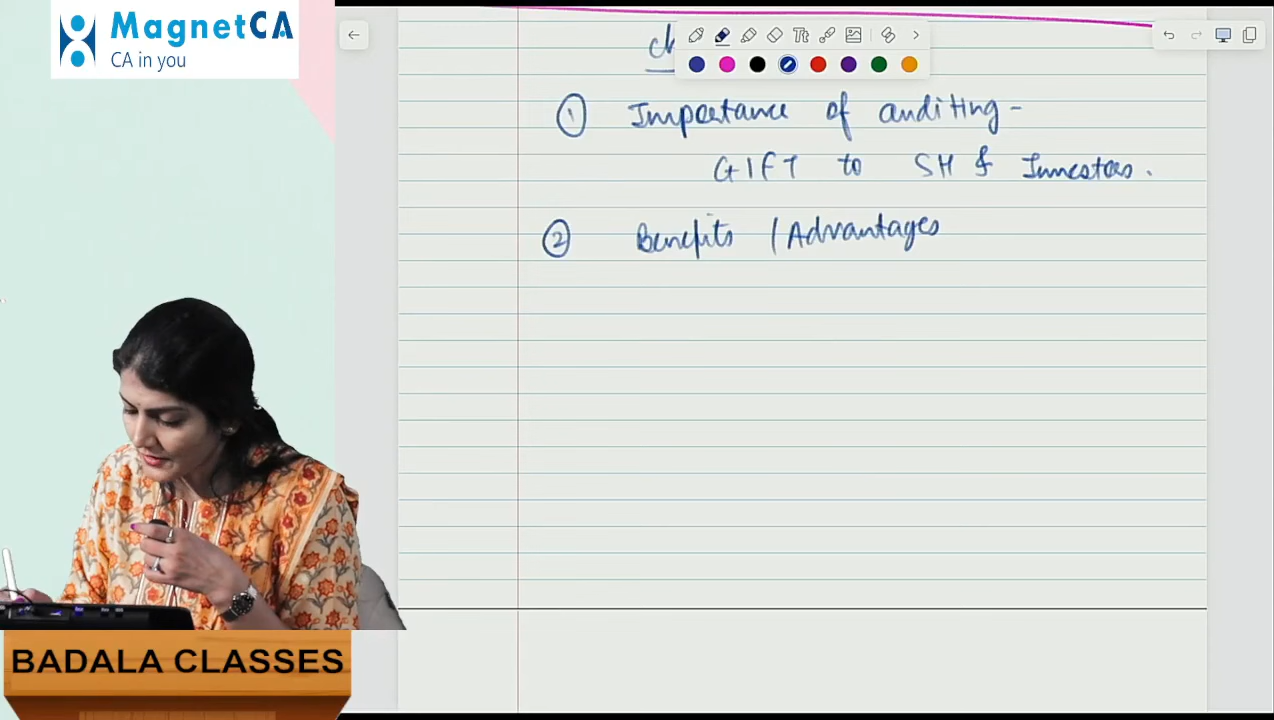 MagnetCA
CA in you
① Importance of auditing -
GIFT to SH & Investors.
② Benefits / Advantages
BADALA CLASSES